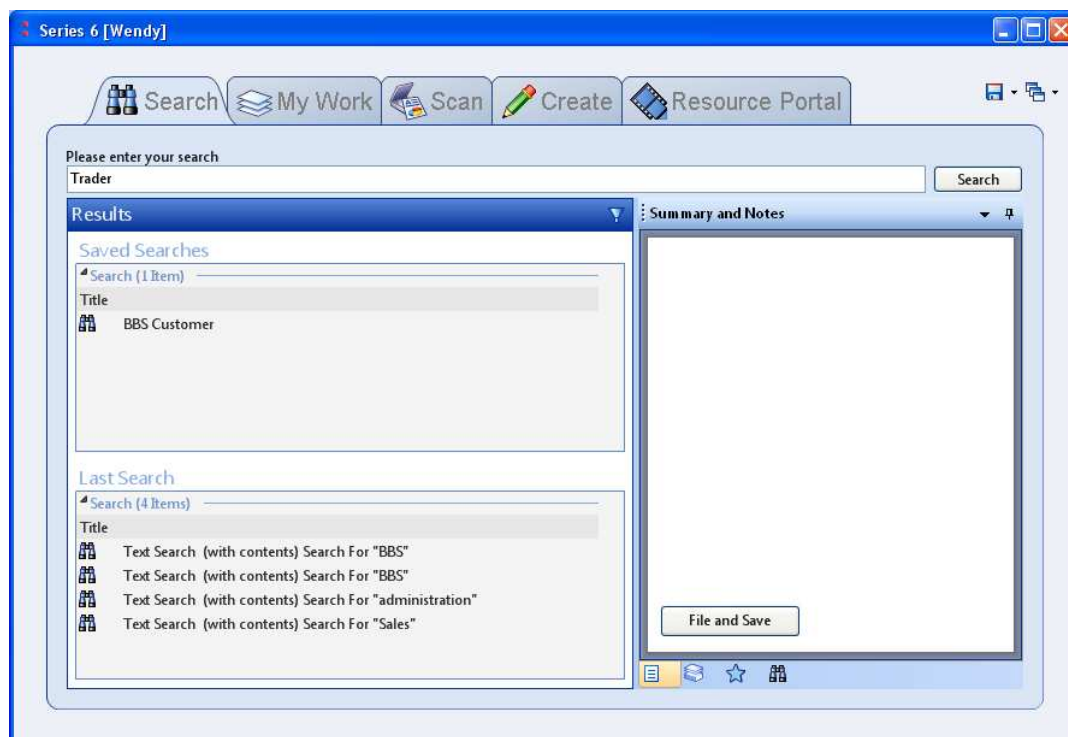 Series 6 [Wendy]
Search
My Work
Scan
Create
Resource Portal
Please enter your search
Trader
Search
Results
Summary and Notes
Saved Searches
Search (1 Item)
Title
BBS Customer
Last Search
Search (4 Items)
Title
Text Search (with contents) Search For "BBS"
Text Search (with contents) Search For "BBS"
Text Search (with contents) Search For "administration"
Text Search (with contents) Search For "Sales"
File and Save